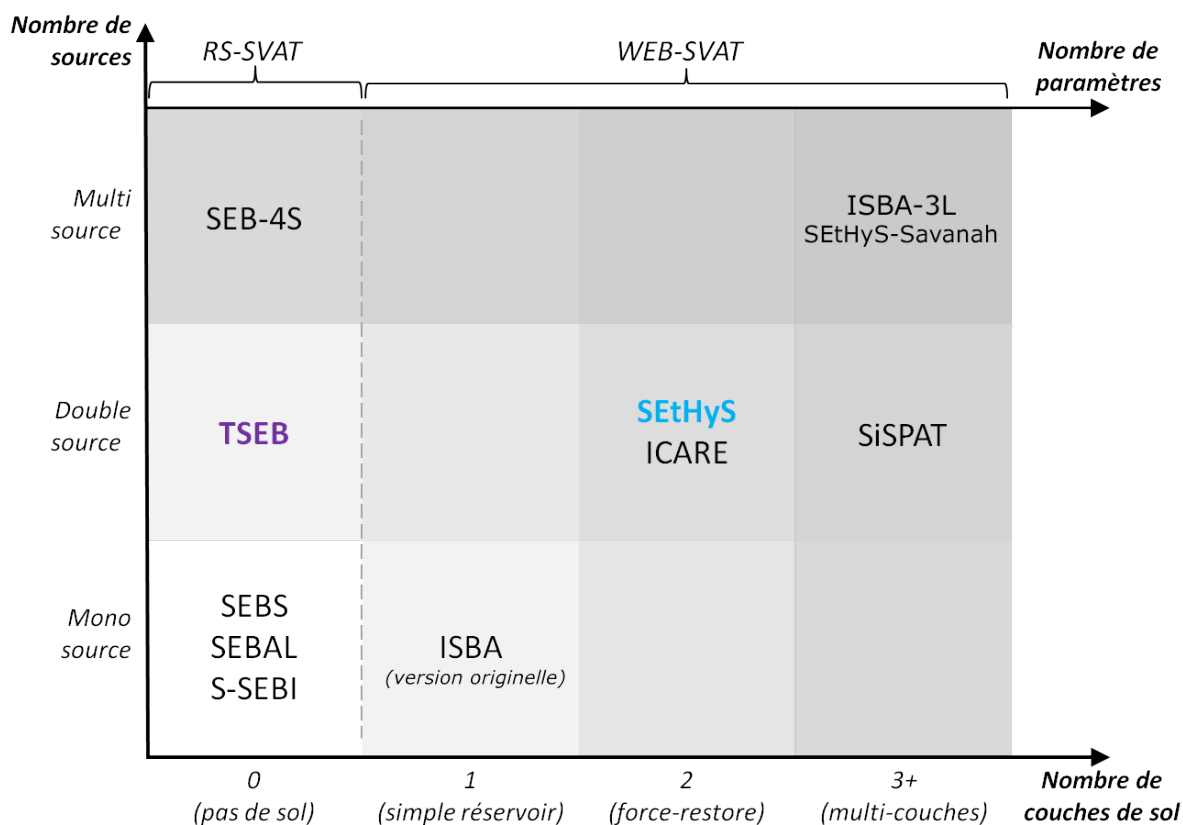 Nombre de
sources
RS-SVAT
WEB-SVAT
Nombre de
paramètres
Multi
source
SEB-4S
ISBA-3L
SEtHyS-Savanah
Double
source
TSEB
SEtHyS
ICARE
SiSPAT
Mono
source
SEBS
SEBAL
S-SEBI
ISBA
(version originelle)
0
(pas de sol)
1
(simple réservoir)
2
(force-restore)
3+
(multi-couches)
Nombre de
couches de sol